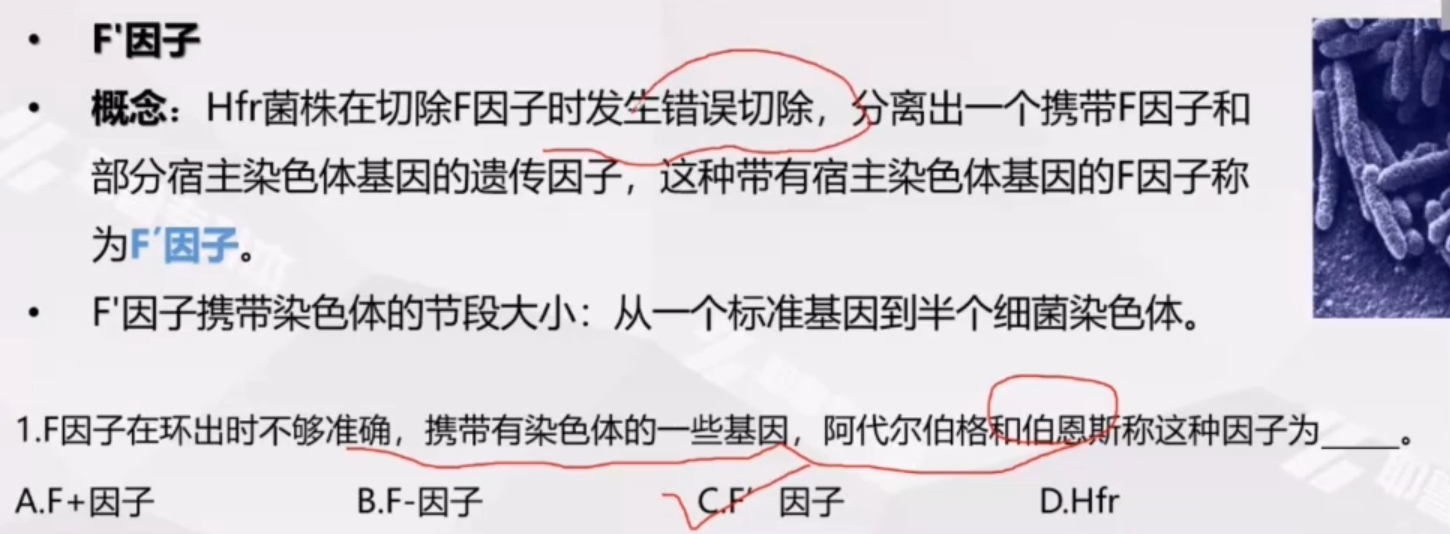 • F'因子
• 概念：Hfr菌株在切除F因子时发生错误切除，分离出一个携带F因子和
部分宿主染色体基因的遗传因子，这种带有宿主染色体基因的F因子称
为F′因子。
• F'因子携带染色体的节段大小：从一个标准基因到半个细菌染色体。
1.F因子在环出时不够准确，携带有染色体的一些基因，阿代尔伯格和伯恩斯称这种因子为_____。
A.F+因子 B.F-因子 C.F' 因子 D.Hfr